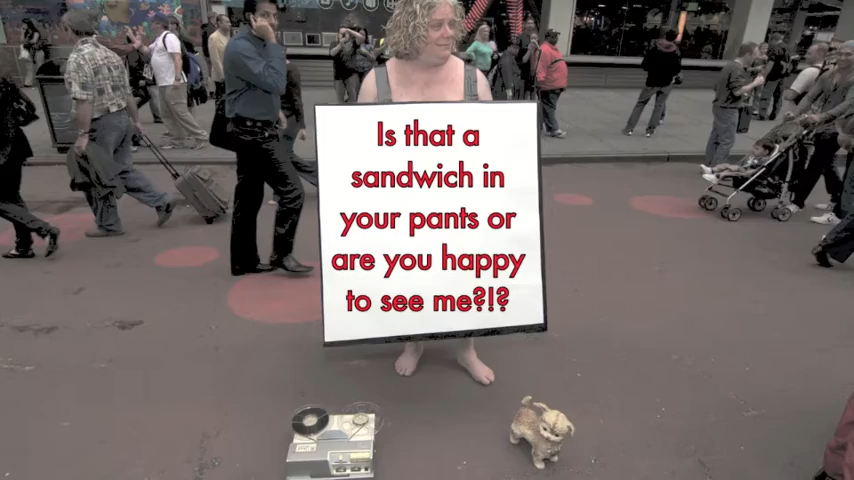 Is that a
sandwich in
your pants or
are you happy
to see me?!?